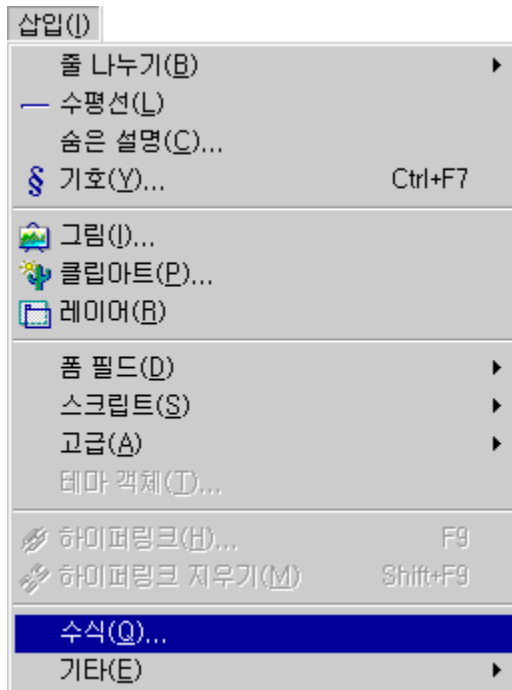 삽입(I)
줄 나누기(B)
수평선(L)
숨은 설명(C)...
기호(Y)... Ctrl+F7
그림(I)...
클립아트(P)...
레이어(R)
폼 필드(D)
스크립트(S)
고급(A)
테마 객체(T)...
하이퍼링크(H)... F9
하이퍼링크 지우기(M) Shift+F9
수식(Q)...
기타(E)